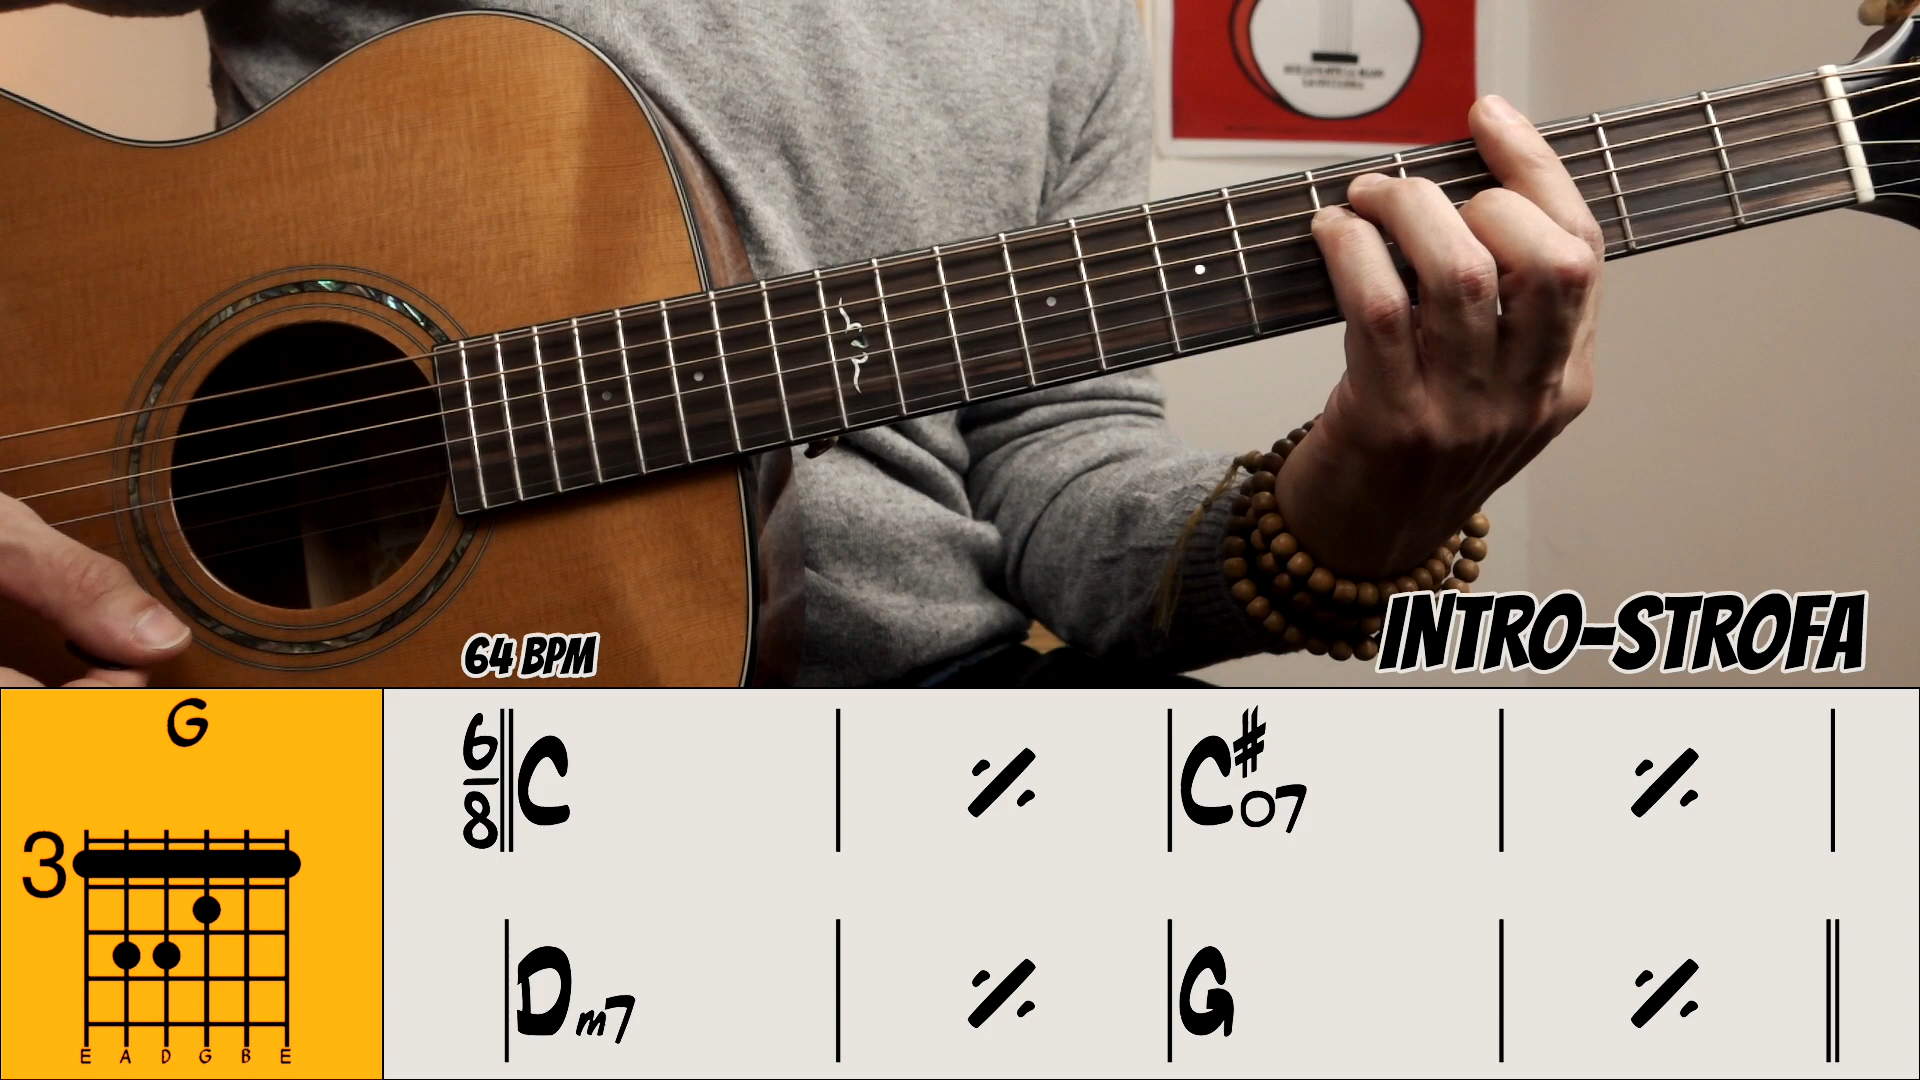 64 BPM
INTRO-STROFA
G
3
E A D G B E
6/8 C % C#o7 %
Dm7 % G %